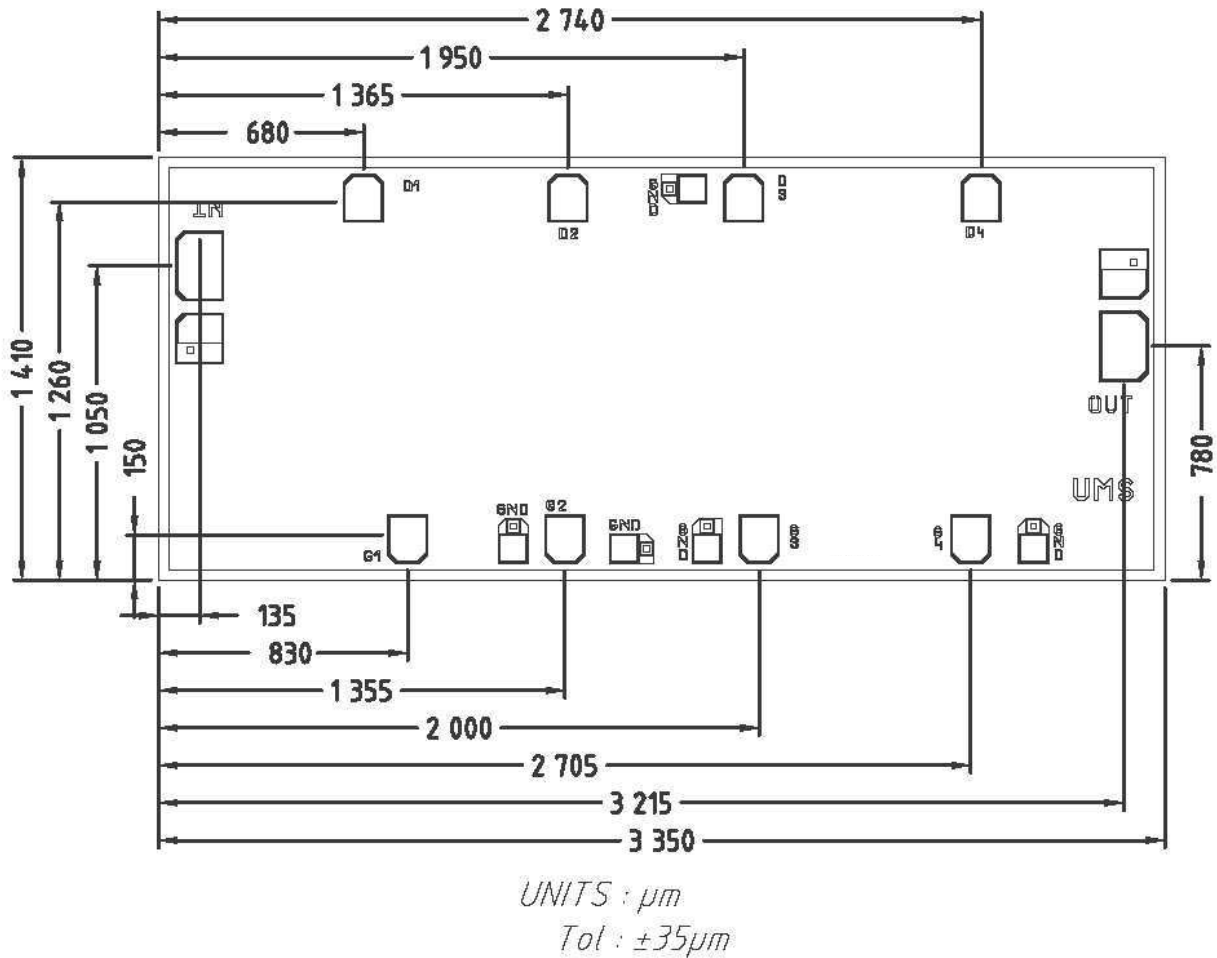 2 740
1 950
1 365
680
D1
GND
D3
IN
D2
D4
1 410
1 260
1 050
150
OUT
780
UMS
GND
G2
GND
GND
G3
G4
GND
G1
135
830
1 355
2 000
2 705
3 215
3 350
UNITS : µm
Tol : ±35µm